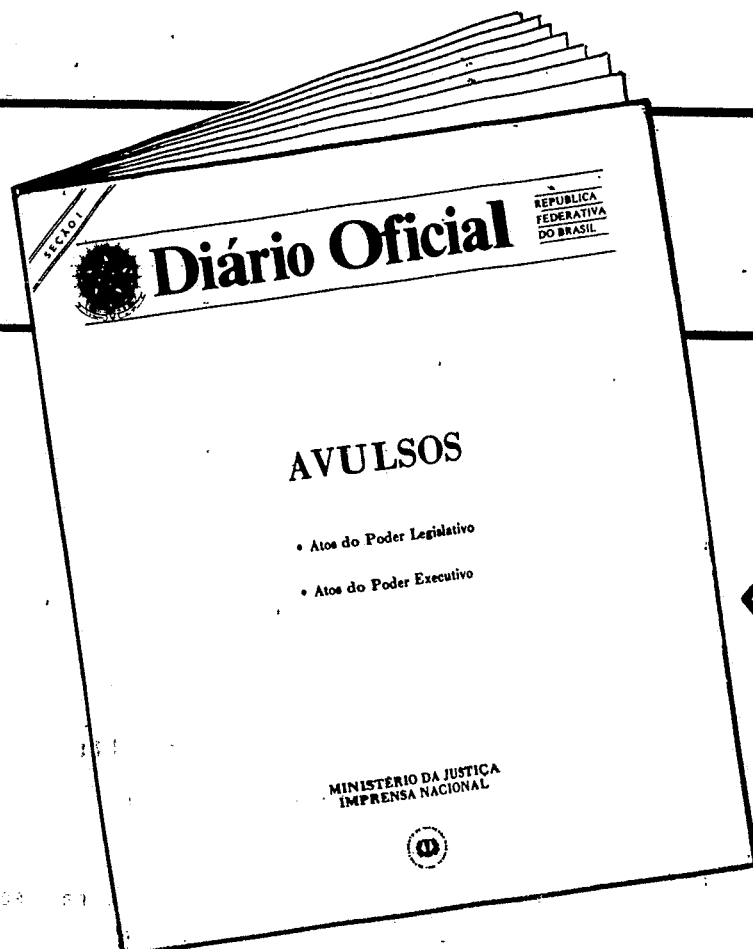 SEÇÃO I
Diário Oficial
REPUBLICA
FEDERATIVA
DO BRASIL
AVULSOS
• Atos do Poder Legislativo
• Atos do Poder Executivo
MINISTÉRIO DA JUSTIÇA
IMPRENSA NACIONAL